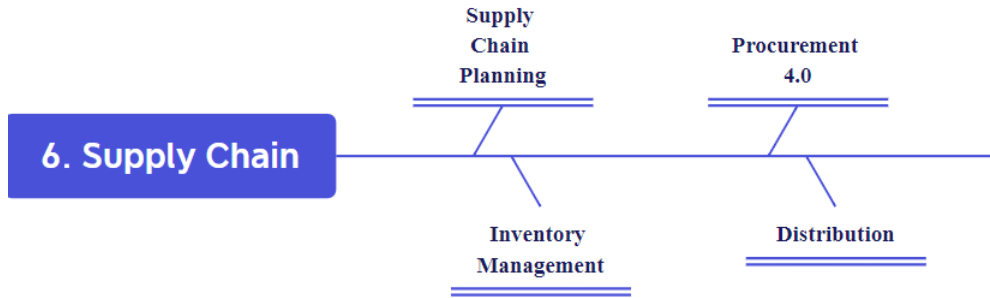 6. Supply Chain
Supply
Chain
Planning
Procurement
4.0
Inventory
Management
Distribution